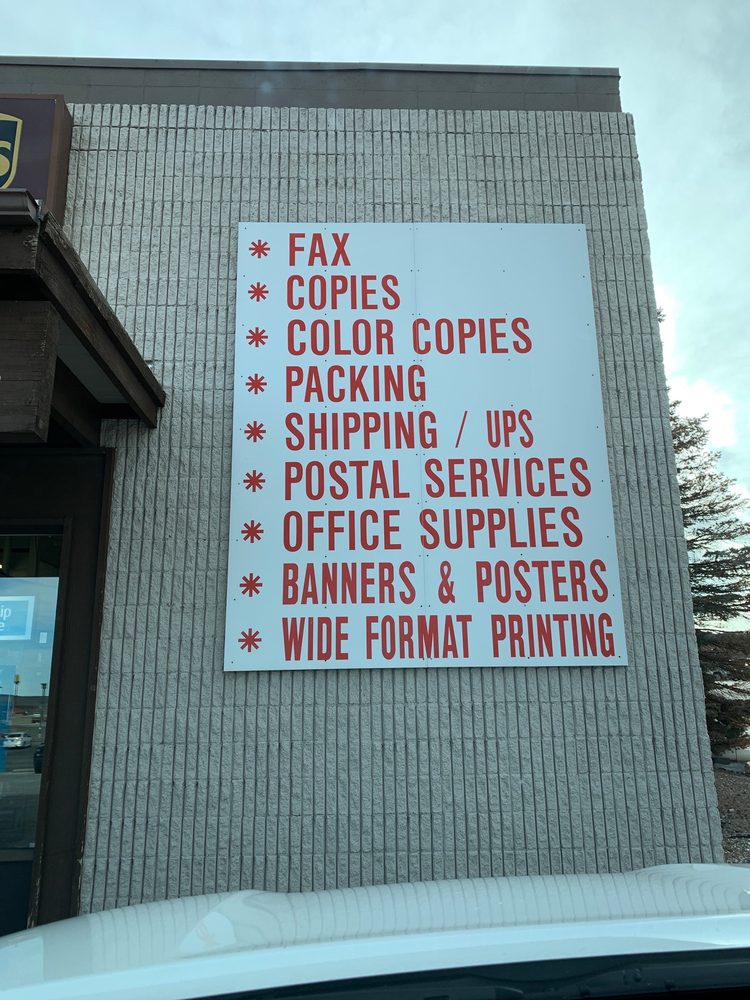 * FAX
* COPIES
* COLOR COPIES
* PACKING
* SHIPPING / UPS
* POSTAL SERVICES
* OFFICE SUPPLIES
* BANNERS & POSTERS
* WIDE FORMAT PRINTING